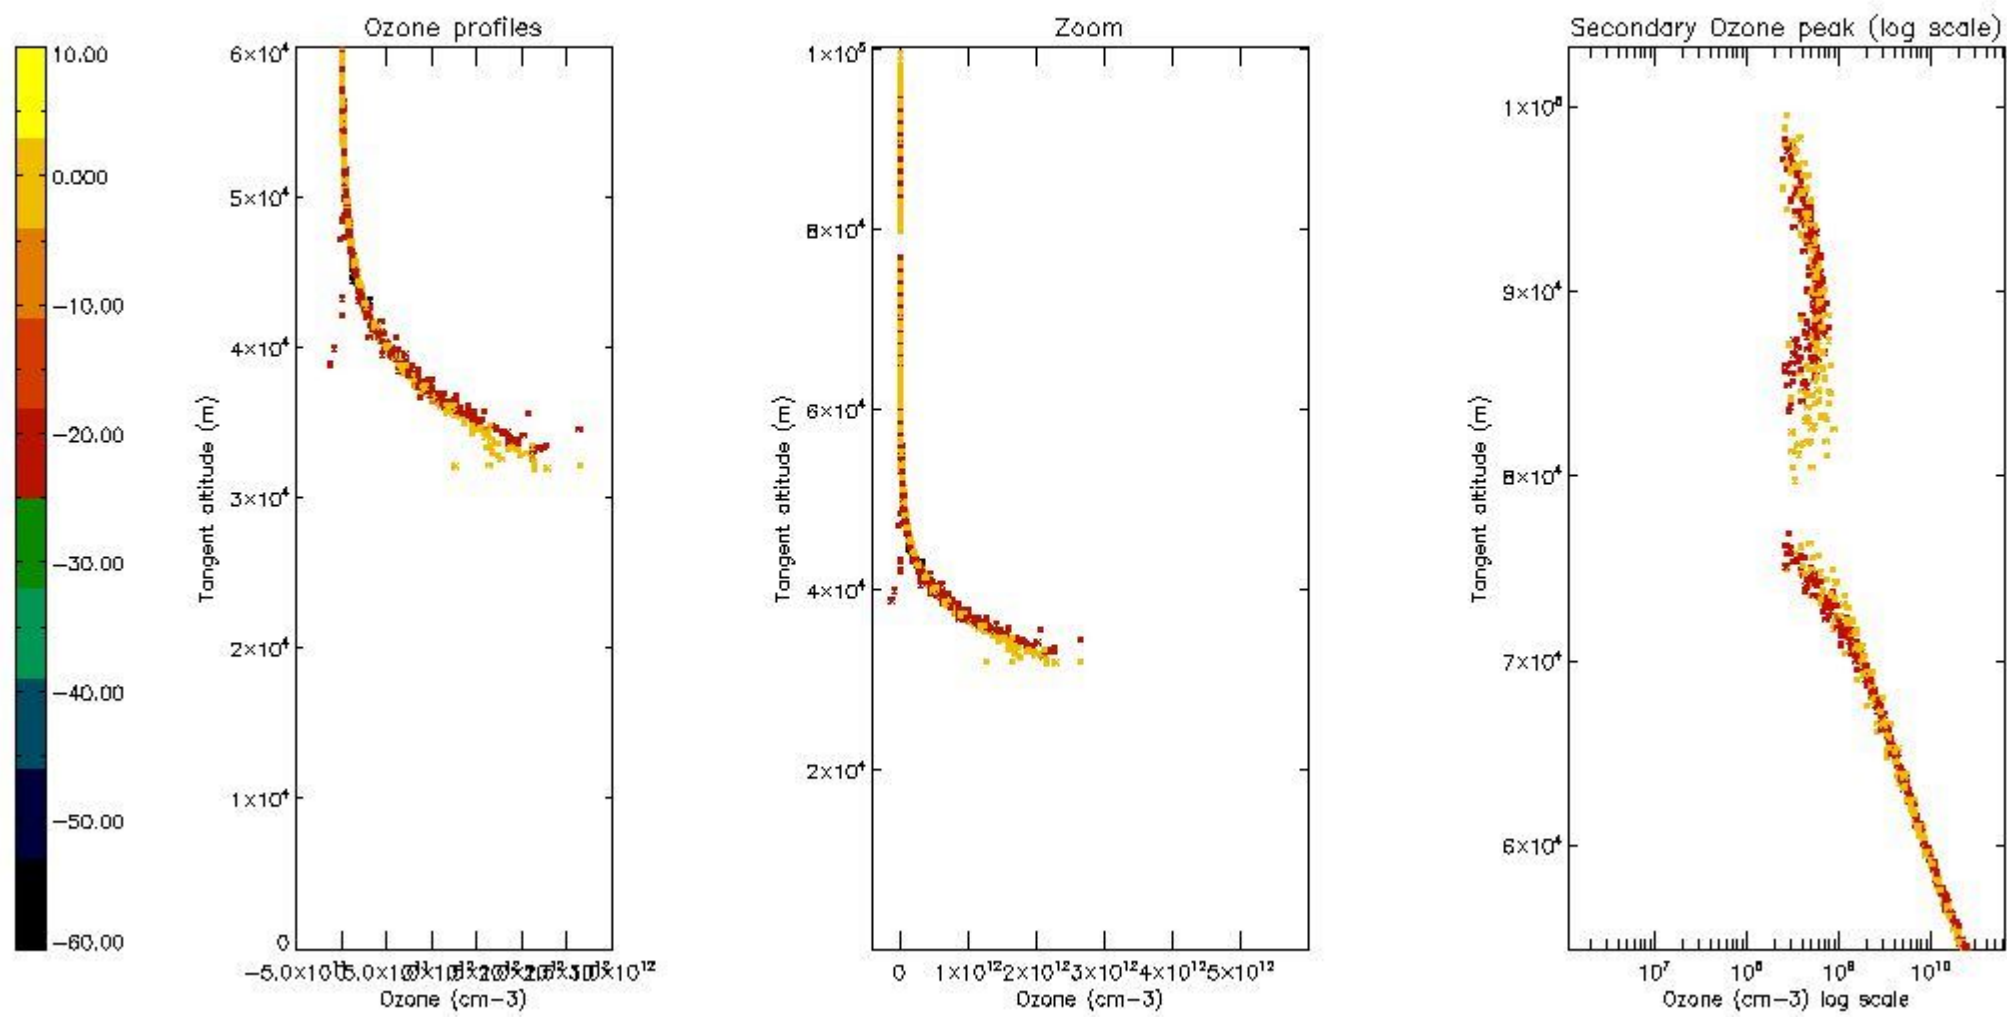 Ozone profiles
Zoom
Secondary Ozone peak (log scale)
10.00
0.000
−10.00
−20.00
−30.00
−40.00
−50.00
−60.00
Tangent altitude (m)
6×10⁴
5×10⁴
4×10⁴
3×10⁴
2×10⁴
1×10⁴
0
3.0×10¹²
Ozone (cm−3)
Tangent altitude (m)
1×10⁵
8×10⁴
6×10⁴
4×10⁴
2×10⁴
0 1×10¹² 2×10¹² 3×10¹² 4×10¹² 5×10¹²
Ozone (cm−3)
Tangent altitude (m)
1×10⁵
9×10⁴
8×10⁴
7×10⁴
6×10⁴
10⁷ 10⁸ 10⁹ 10¹⁰
Ozone (cm−3) log scale